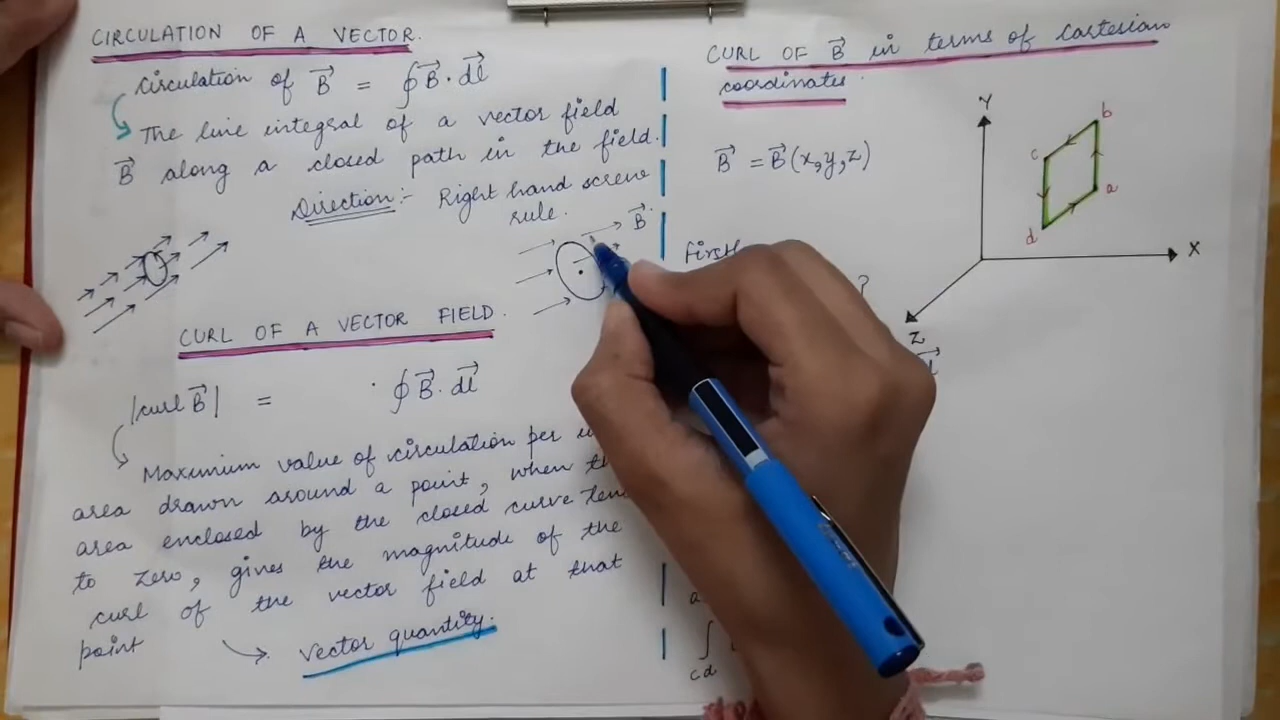 CIRCULATION OF A VECTOR.
Circulation of B⃗ = ∮B⃗ · dl⃗
The line integral of a vector field
B⃗ along a closed path in the field.
Direction :- Right hand screw
rule.
B⃗
CURL OF A VECTOR FIELD.
|curl B⃗| = · ∮ B⃗ · dl⃗
Maximum value of circulation per
area drawn around a point, when
area enclosed by the closed curve
to zero, gives the magnitude of the
curl of the vector field at that
point
Vector quantity.
CURL OF B⃗ in terms of Cartesian
coordinates.
B⃗ = B⃗(x,y,z)
Y
b
c
a
d
X
Z
?
∫
cd